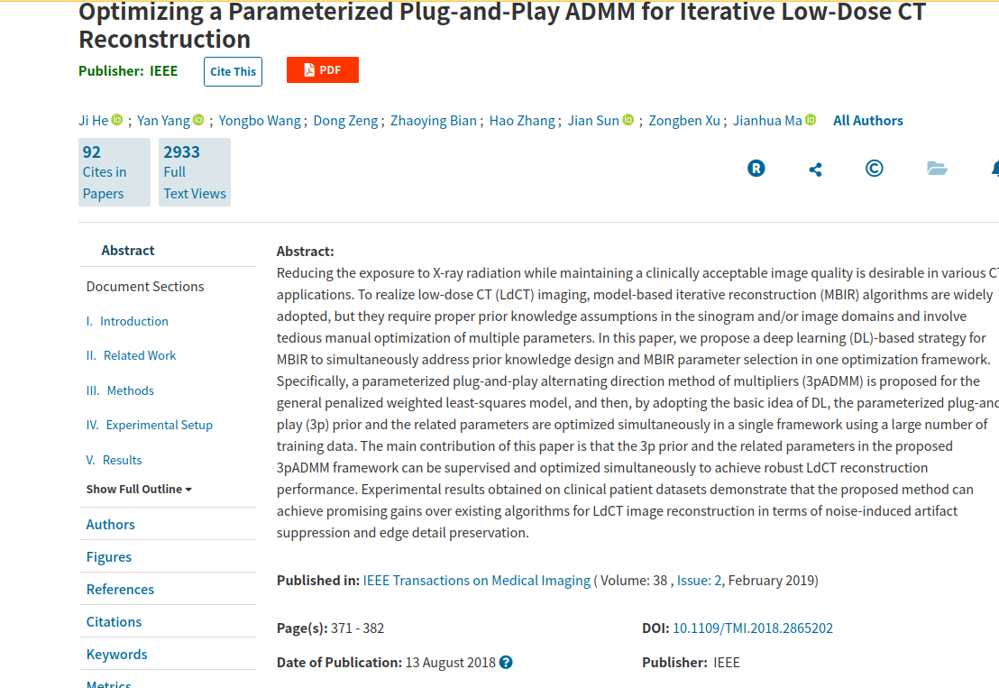 Optimizing a Parameterized Plug-and-Play ADMM for Iterative Low-Dose CT
Reconstruction
Publisher: IEEE
Cite This
PDF
Ji He ; Yan Yang ; Yongbo Wang ; Dong Zeng ; Zhaoying Bian ; Hao Zhang ; Jian Sun ; Zongben Xu ; Jianhua Ma All Authors
92
Cites in
Papers
2933
Full
Text Views
Abstract
Document Sections
I. Introduction
II. Related Work
III. Methods
IV. Experimental Setup
V. Results
Show Full Outline
Authors
Figures
References
Citations
Keywords
Metrics
Abstract:
Reducing the exposure to X-ray radiation while maintaining a clinically acceptable image quality is desirable in various CT
applications. To realize low-dose CT (LdCT) imaging, model-based iterative reconstruction (MBIR) algorithms are widely
adopted, but they require proper prior knowledge assumptions in the sinogram and/or image domains and involve
tedious manual optimization of multiple parameters. In this paper, we propose a deep learning (DL)-based strategy for
MBIR to simultaneously address prior knowledge design and MBIR parameter selection in one optimization framework.
Specifically, a parameterized plug-and-play alternating direction method of multipliers (3pADMM) is proposed for the
general penalized weighted least-squares model, and then, by adopting the basic idea of DL, the parameterized plug-and
play (3p) prior and the related parameters are optimized simultaneously in a single framework using a large number of
training data. The main contribution of this paper is that the 3p prior and the related parameters in the proposed
3pADMM framework can be supervised and optimized simultaneously to achieve robust LdCT reconstruction
performance. Experimental results obtained on clinical patient datasets demonstrate that the proposed method can
achieve promising gains over existing algorithms for LdCT image reconstruction in terms of noise-induced artifact
suppression and edge detail preservation.
Published in: IEEE Transactions on Medical Imaging ( Volume: 38 , Issue: 2, February 2019)
Page(s): 371 - 382
DOI: 10.1109/TMI.2018.2865202
Date of Publication: 13 August 2018
Publisher: IEEE